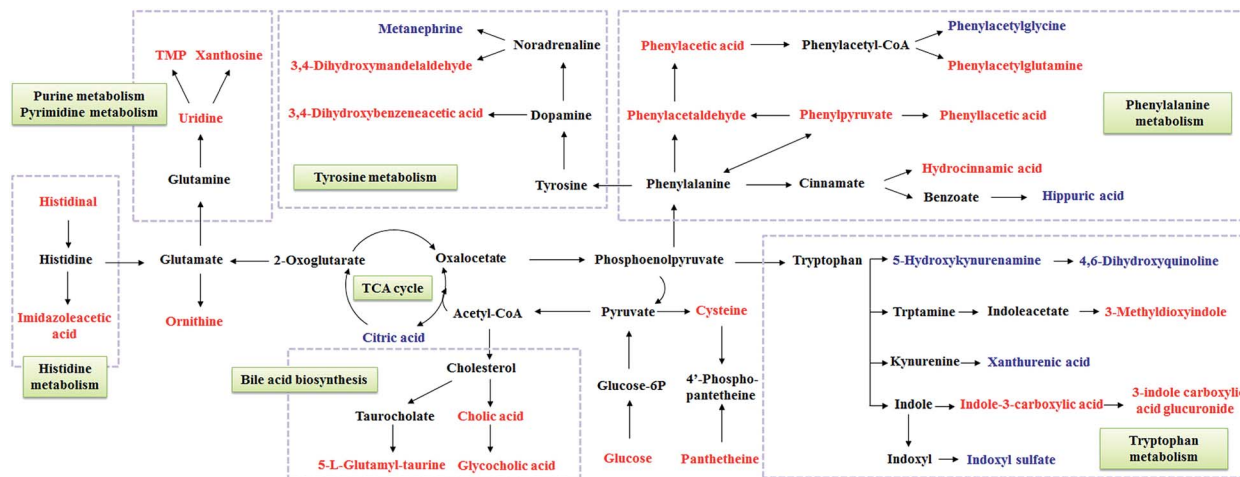 Purine metabolism
Pyrimidine metabolism
TMP
Xanthosine
Uridine
Glutamine
Metanephrine
Noradrenaline
3,4-Dihydroxymandelaldehyde
3,4-Dihydroxybenzeneacetic acid
Dopamine
Tyrosine metabolism
Tyrosine
Phenylacetic acid
Phenylacetyl-CoA
Phenylacetylglycine
Phenylacetylglutamine
Phenylacetaldehyde
Phenylpyruvate
Phenyllacetic acid
Phenylalanine
metabolism
Phenylalanine
Cinnamate
Hydrocinnamic acid
Benzoate
Hippuric acid
Histidinal
Histidine
Imidazoleacetic
acid
Histidine
metabolism
Glutamate
Ornithine
2-Oxoglutarate
Oxalocetate
TCA cycle
Citric acid
Acetyl-CoA
Phosphoenolpyruvate
Pyruvate
Cysteine
Glucose-6P
4'-Phospho-
pantetheine
Glucose
Panthetheine
Bile acid biosynthesis
Cholesterol
Taurocholate
Cholic acid
5-L-Glutamyl-taurine
Glycocholic acid
Tryptophan
5-Hydroxykynurenamine
4,6-Dihydroxyquinoline
Trptamine
Indoleacetate
3-Methyldioxyindole
Kynurenine
Xanthurenic acid
Indole
Indole-3-carboxylic acid
3-indole carboxylic
acid glucuronide
Indoxyl
Indoxyl sulfate
Tryptophan
metabolism